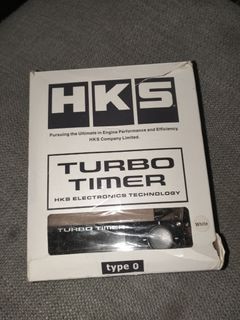 HKS
Pursuing the Ultimate in Engine Performance and Efficiency.
HKS Company Limited.
TURBO
TIMER
HKS ELECTRONICS TECHNOLOGY
White
TURBO TIMER
type 0